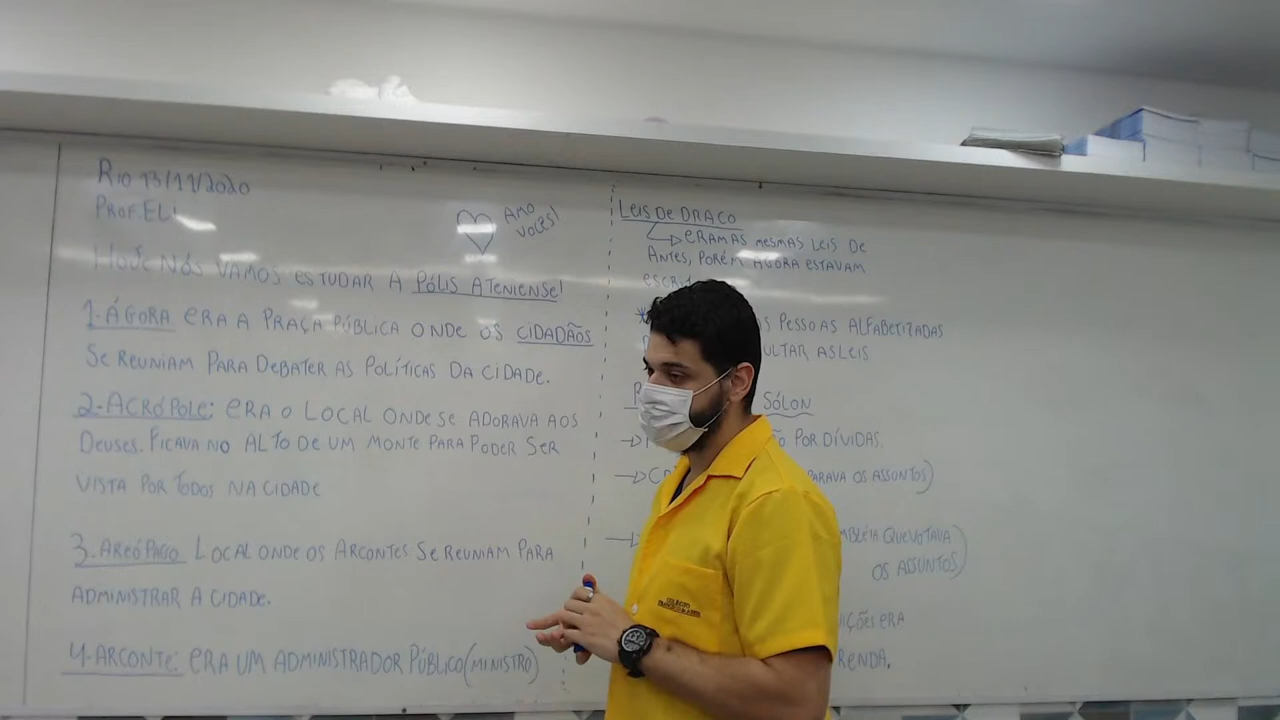 RIO 13/11/2020
PROF. ELI
AMO
VOCÊS!
HOJE NÓS VAMOS ESTUDAR A PÓLIS ATENIENSE!
1-ÁGORA ERA A PRAÇA PÚBLICA ONDE OS CIDADÃOS
SE REUNIAM PARA DEBATER AS POLÍTICAS DA CIDADE.
2-ACRÓPOLE: ERA O LOCAL ONDE SE ADORAVA AOS
DEUSES. FICAVA NO ALTO DE UM MONTE PARA PODER SER
VISTA POR TODOS NA CIDADE
3-AREÓPAGO LOCAL ONDE OS ARCONTES SE REUNIAM PARA
ADMINISTRAR A CIDADE.
4-ARCONTE: ERA UM ADMINISTRADOR PÚBLICO (MINISTRO)
LEIS DE DRACO
ERAM AS MESMAS LEIS DE
ANTES, PORÉM AGORA ESTAVAM
PESSOAS ALFABETIZADAS
AS LEIS
SÓLON
POR DÍVIDAS.
OS ASSUNTOS)
QUE VOTAVA
OS ASSUNTOS)
ERA
RENDA.
COLÉGIO